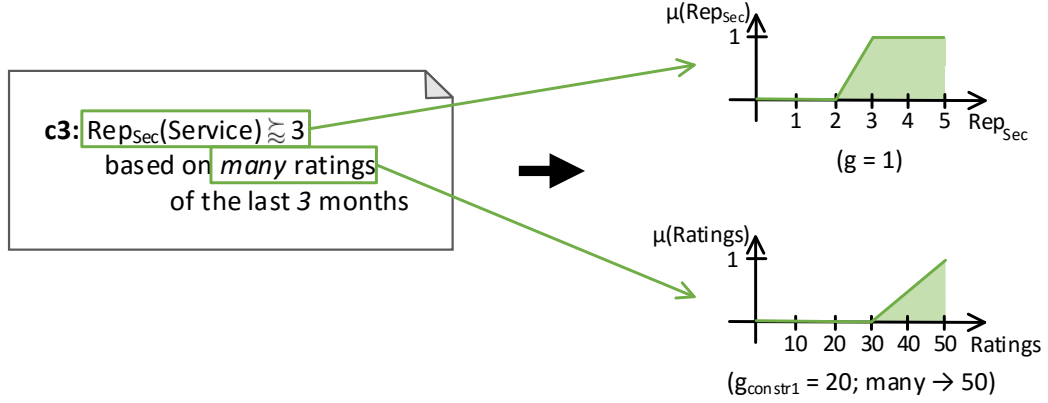 c3: Rep_Sec(Service) ⪸ 3
based on many ratings
of the last 3 months
μ(Rep_Sec)
1
1 2 3 4 5 Rep_Sec
(g = 1)
μ(Ratings)
1
10 20 30 40 50 Ratings
(g_constr1 = 20; many → 50)